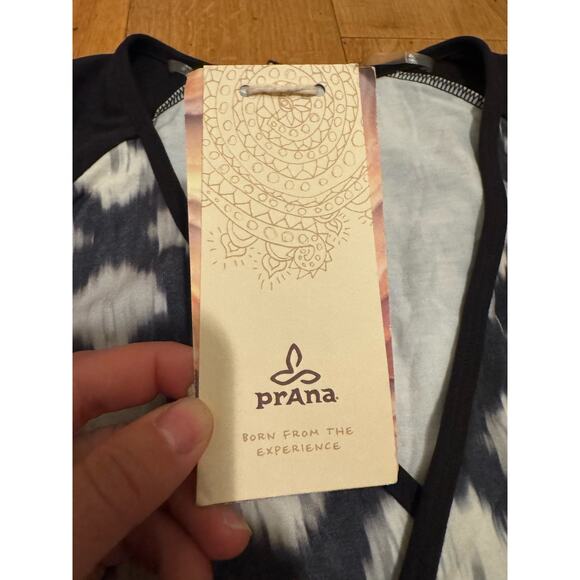 prAna
BORN FROM THE
EXPERIENCE